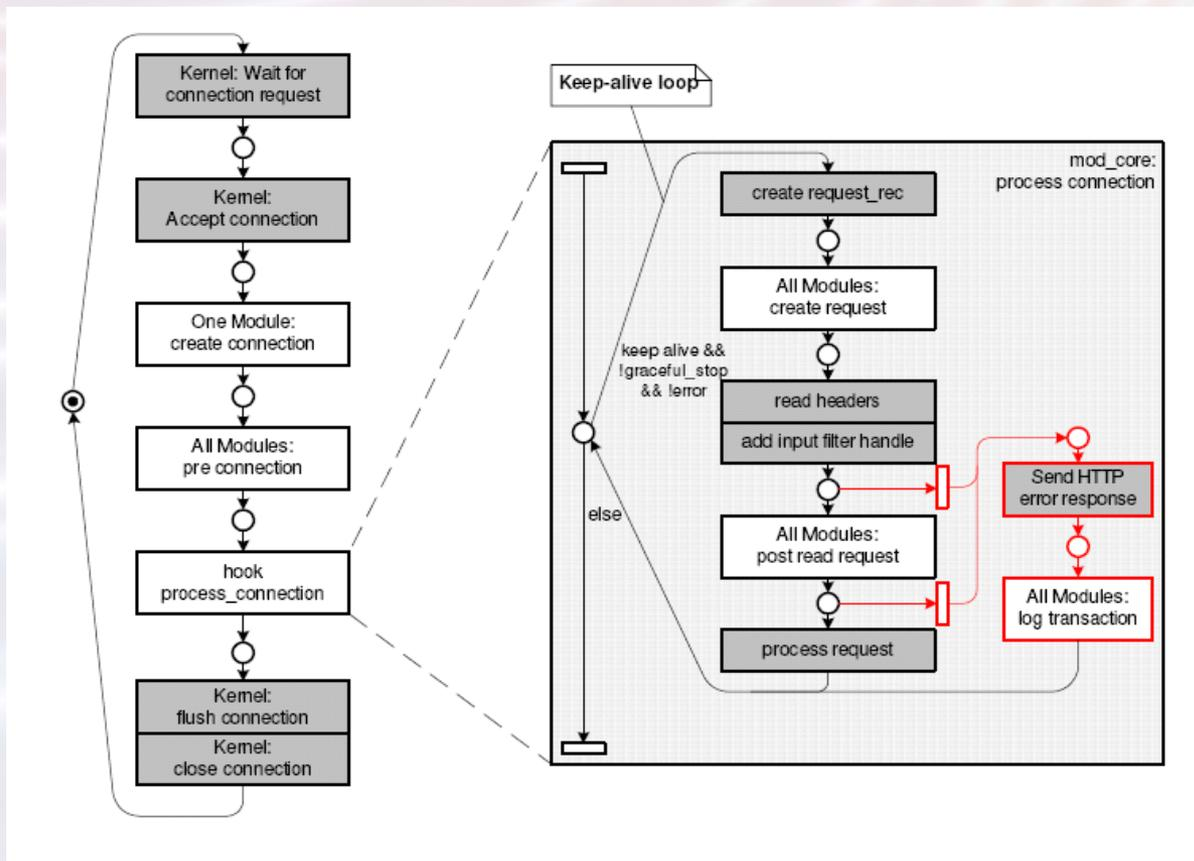 Kernel: Wait for
connection request
Kernel:
Accept connection
One Module:
create connection
All Modules:
pre connection
hook
process_connection
Kernel:
flush connection
Kernel:
close connection
Keep-alive loop
mod_core:
process connection
create request_rec
All Modules:
create request
keep alive &&
!graceful_stop
&& !error
read headers
add input filter handle
else
All Modules:
post read request
process request
Send HTTP
error response
All Modules:
log transaction